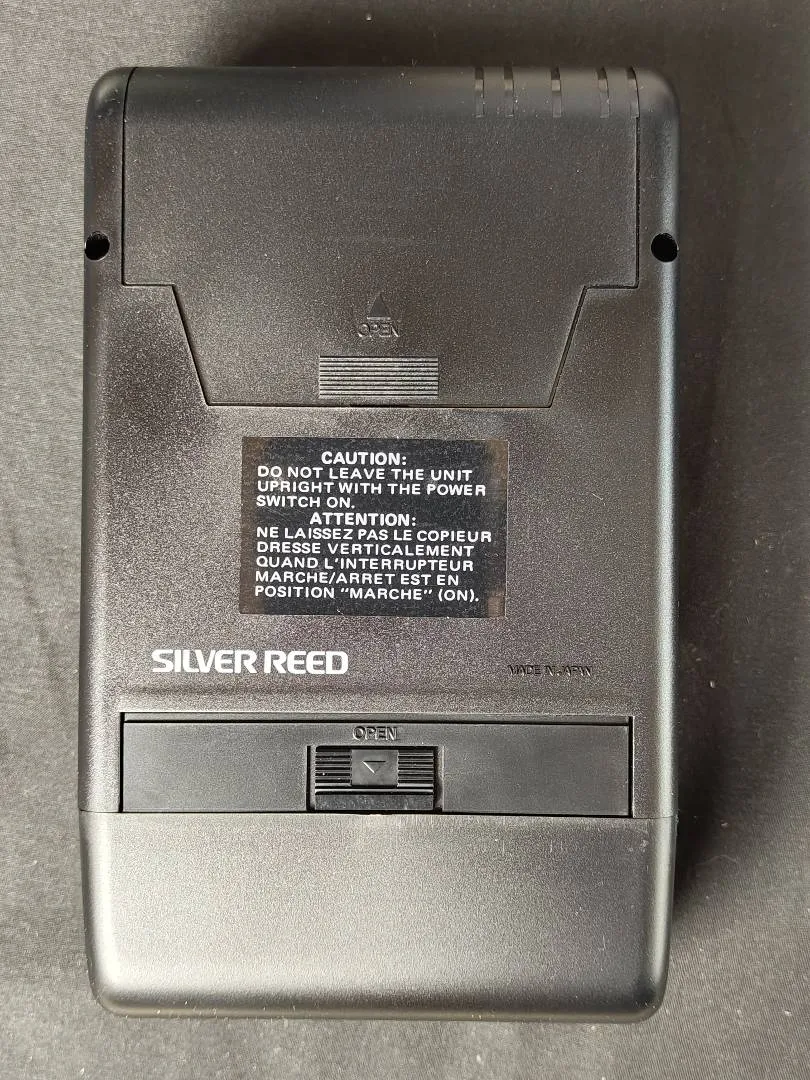 OPEN
CAUTION:
DO NOT LEAVE THE UNIT
UPRIGHT WITH THE POWER
SWITCH ON.
ATTENTION:
NE LAISSEZ PAS LE COPIEUR
DRESSE VERTICALEMENT
QUAND L'INTERRUPTEUR
MARCHE/ARRET EST EN
POSITION "MARCHE" (ON).
SILVER REED
MADE IN JAPAN
OPEN